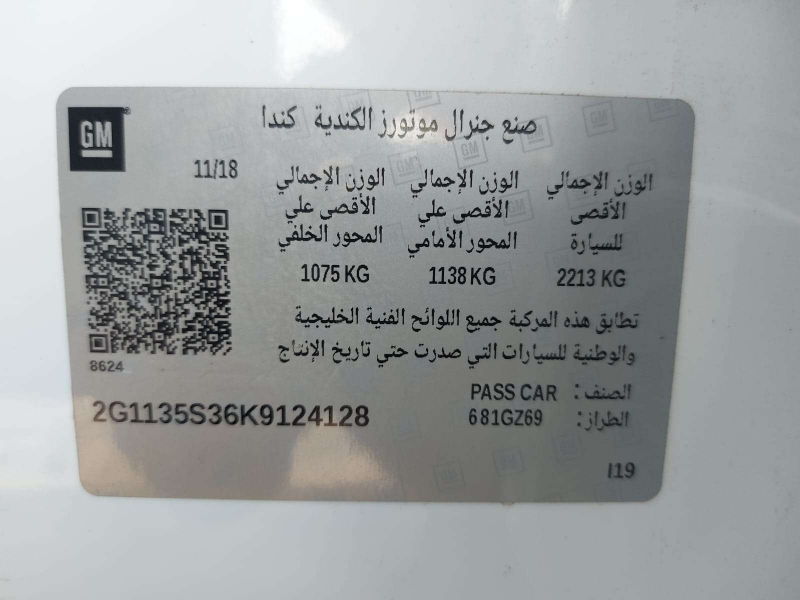 GM
صنع جنرال موتورز الكندية كندا
11/18
الوزن الإجمالي الأقصى للسيارة
2213 KG
الوزن الإجمالي الأقصي علي المحور الأمامي
1138 KG
الوزن الإجمالي الأقصي علي المحور الخلفي
1075 KG
تطابق هذه المركبة جميع اللوائح الفنية الخليجية
والوطنية للسيارات التي صدرت حتي تاريخ الإنتاج
8624
الصنف: PASS CAR
2G1135S36K9124128
الطراز: 681GZ69
I19